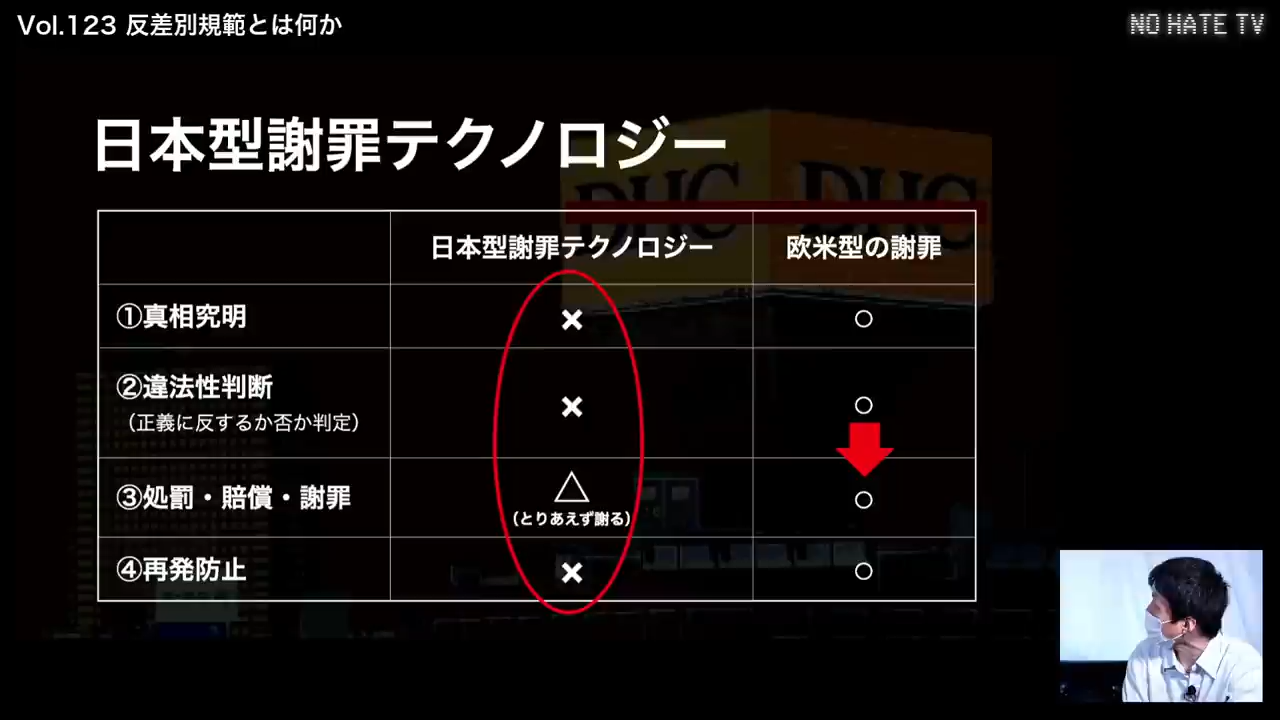 Vol.123 反差別規範とは何か
NO HATE TV
日本型謝罪テクノロジー
DHC DHC
日本型謝罪テクノロジー 欧米型の謝罪
①真相究明 × ○
②違法性判断 × ○
（正義に反するか否か判定）
③処罰・賠償・謝罪 △ ○
（とりあえず謝る）
④再発防止 × ○